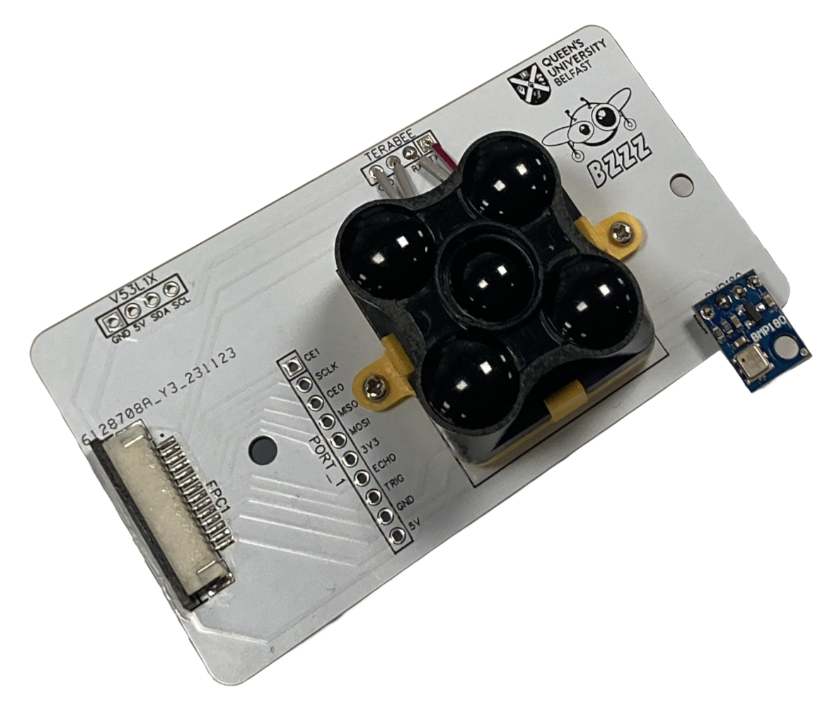 QUEEN'S
UNIVERSITY
BELFAST
BZZZ
TERABEE
V53L1X
GND 5V SDA SCL
BMP180
6128708A_Y3_231123
CE1
SCLK
CE0
MISO
MOSI
3V3
ECHO
TRIG
GND
5V
PORT_1
FPC1